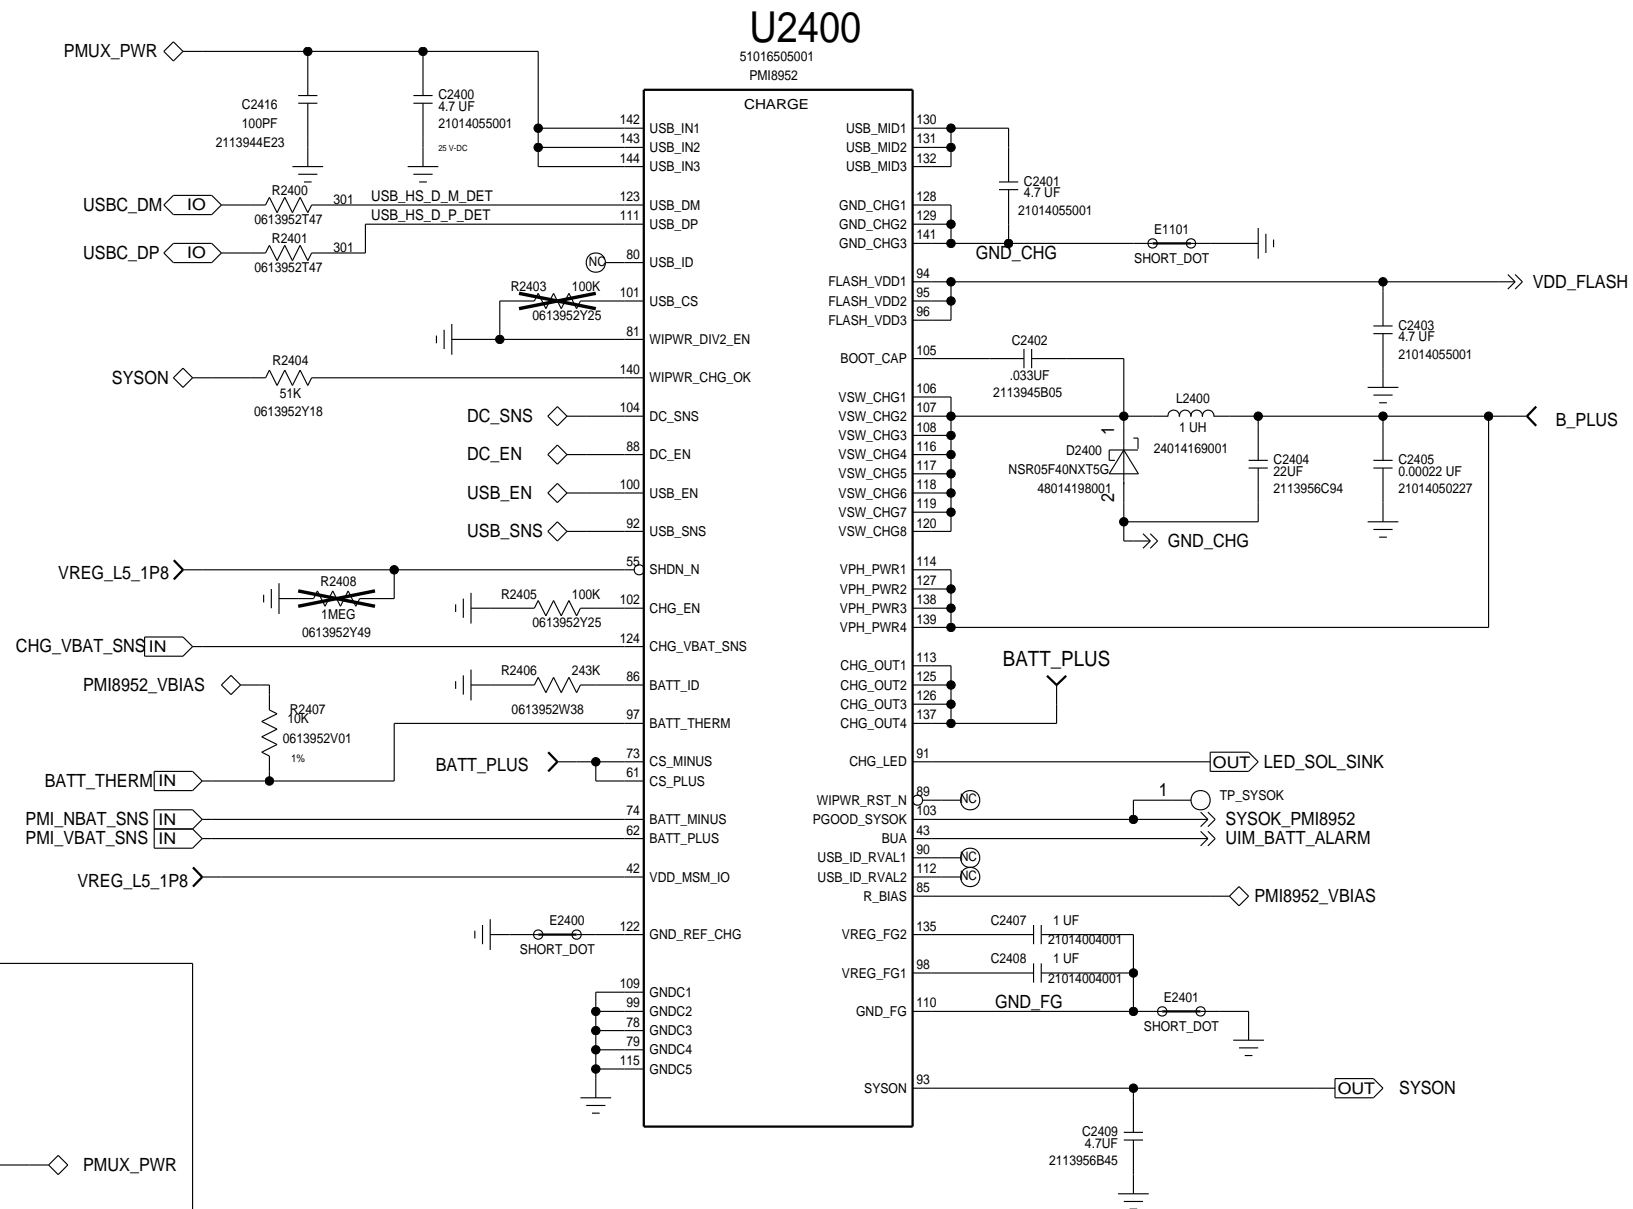 U2400
51016505001
PMI8952
CHARGE
PMUX_PWR
C2416
100PF
2113944E23
C2400
4.7 UF
21014055001
25 V-DC
142 USB_IN1
143 USB_IN2
144 USB_IN3
USBC_DM IO
R2400
0613952T47
301
USB_HS_D_M_DET
123 USB_DM
USB_HS_D_P_DET
111 USB_DP
USBC_DP IO
R2401
0613952T47
301
NC
80 USB_ID
R2403 100K
0613952Y25
101 USB_CS
81 WIPWR_DIV2_EN
SYSON
R2404
51K
0613952Y18
140 WIPWR_CHG_OK
DC_SNS 104 DC_SNS
DC_EN 88 DC_EN
USB_EN 100 USB_EN
USB_SNS 92 USB_SNS
VREG_L5_1P8
55 SHDN_N
R2408
1MEG
0613952Y49
R2405 100K
0613952Y25
102 CHG_EN
CHG_VBAT_SNS IN
124 CHG_VBAT_SNS
PMI8952_VBIAS
R2406 243K
0613952W38
86 BATT_ID
R2407
10K
0613952V01
1%
97 BATT_THERM
BATT_PLUS
73 CS_MINUS
61 CS_PLUS
BATT_THERM IN
PMI_NBAT_SNS IN
74 BATT_MINUS
PMI_VBAT_SNS IN
62 BATT_PLUS
VREG_L5_1P8
42 VDD_MSM_IO
E2400
SHORT_DOT
122 GND_REF_CHG
109 GNDC1
99 GNDC2
78 GNDC3
79 GNDC4
115 GNDC5
PMUX_PWR
USB_MID1 130
USB_MID2 131
USB_MID3 132
C2401
4.7 UF
21014055001
GND_CHG1 128
GND_CHG2 129
GND_CHG3 141
GND_CHG
E1101
SHORT_DOT
FLASH_VDD1 94
FLASH_VDD2 95
FLASH_VDD3 96
VDD_FLASH
C2403
4.7 UF
21014055001
BOOT_CAP 105
C2402
.033UF
2113945B05
VSW_CHG1 106
VSW_CHG2 107
VSW_CHG3 108
VSW_CHG4 116
VSW_CHG5 117
VSW_CHG6 118
VSW_CHG7 119
VSW_CHG8 120
L2400
1 UH
24014169001
B_PLUS
1
D2400
NSR05F40NXT5G
48014198001
2
C2404
22UF
2113956C94
C2405
0.00022 UF
21014050227
GND_CHG
VPH_PWR1 114
VPH_PWR2 127
VPH_PWR3 138
VPH_PWR4 139
CHG_OUT1 113
CHG_OUT2 125
CHG_OUT3 126
CHG_OUT4 137
BATT_PLUS
CHG_LED 91
OUT LED_SOL_SINK
WIPWR_RST_N 89 NC
1 TP_SYSOK
PGOOD_SYSOK 103
SYSOK_PMI8952
BUA 43
UIM_BATT_ALARM
USB_ID_RVAL1 90 NC
USB_ID_RVAL2 112 NC
R_BIAS 85
PMI8952_VBIAS
VREG_FG2 135
C2407 1 UF
21014004001
VREG_FG1 98
C2408 1 UF
21014004001
GND_FG 110
GND_FG
E2401
SHORT_DOT
SYSON 93
OUT SYSON
C2409
4.7UF
2113956B45